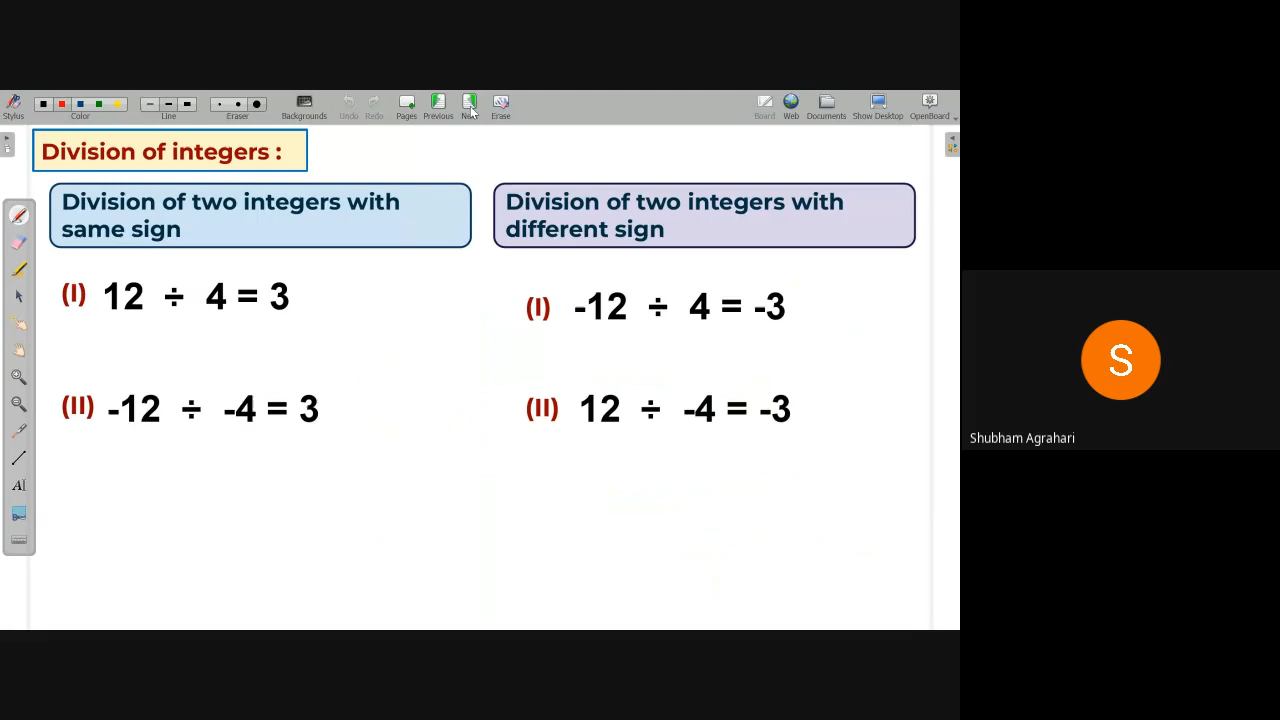 Stylus
Color
Line
Eraser
Backgrounds
Undo
Redo
Pages
Previous
Erase
Board
Web
Documents
Show Desktop
OpenBoard
Division of integers :
Division of two integers with
same sign
(I) 12 ÷ 4 = 3
(II) -12 ÷ -4 = 3
Division of two integers with
different sign
(I) -12 ÷ 4 = -3
(II) 12 ÷ -4 = -3
AI
S
Shubham Agrahari